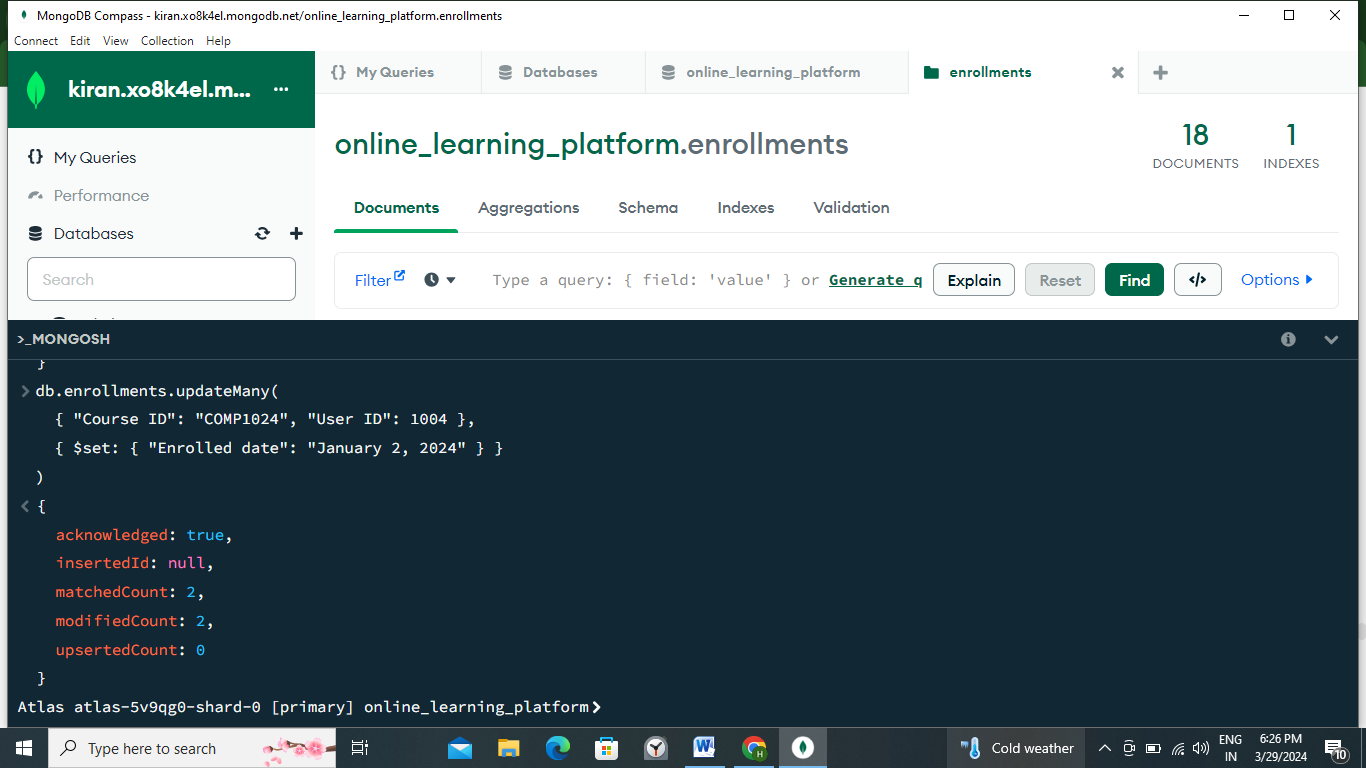 MongoDB Compass - kiran.xo8k4el.mongodb.net/online_learning_platform.enrollments
Connect Edit View Collection Help
kiran.xo8k4el.m... ...
{} My Queries
Performance
Databases
Search
{} My Queries
Databases
online_learning_platform
enrollments
online_learning_platform.enrollments
18
DOCUMENTS
1
INDEXES
Documents Aggregations Schema Indexes Validation
Filter
Type a query: { field: 'value' } or Generate q
Explain
Reset
Find
</>
Options
>_MONGOSH
}
> db.enrollments.updateMany(
{ "Course ID": "COMP1024", "User ID": 1004 },
{ $set: { "Enrolled date": "January 2, 2024" } }
)
< {
acknowledged: true,
insertedId: null,
matchedCount: 2,
modifiedCount: 2,
upsertedCount: 0
}
Atlas atlas-5v9qg0-shard-0 [primary] online_learning_platform>
Type here to search
Cold weather
ENG
IN
6:26 PM
3/29/2024
10